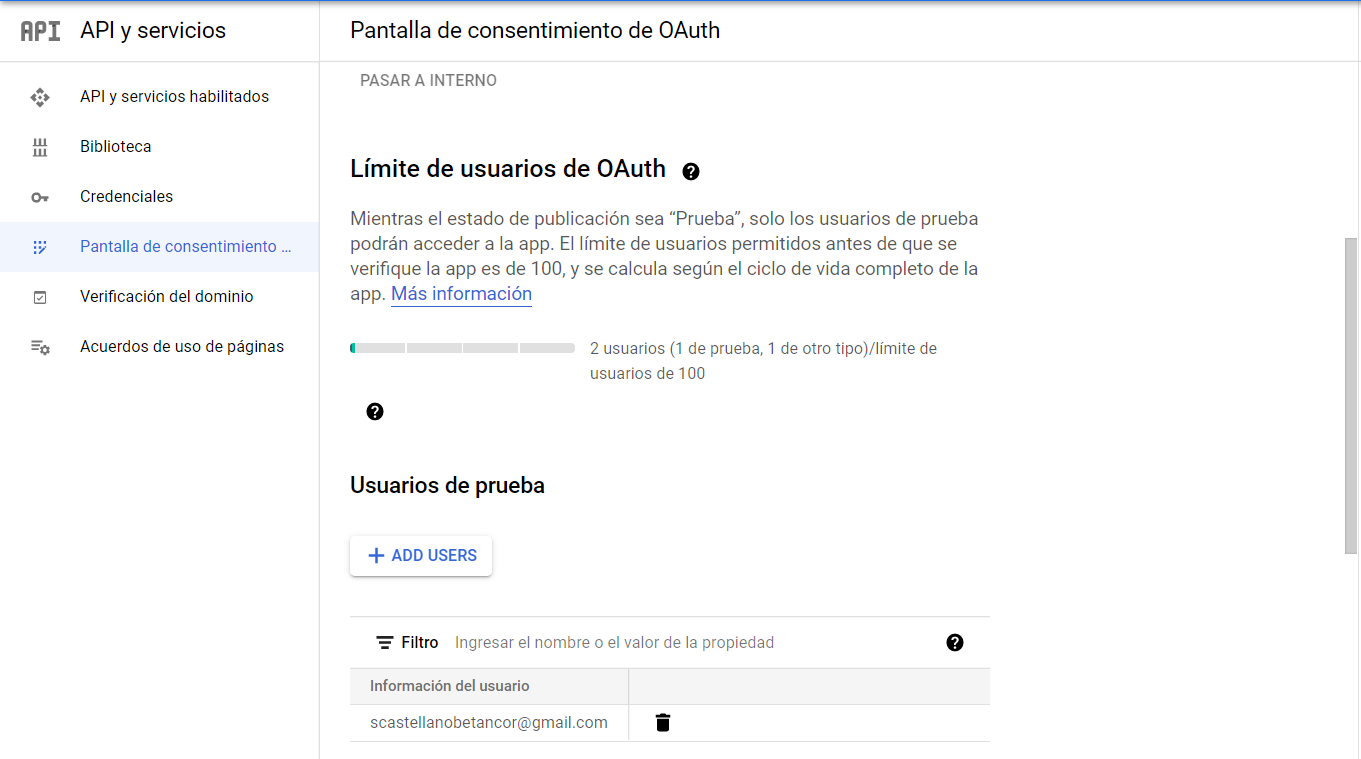 API API y servicios
Pantalla de consentimiento de OAuth
API y servicios habilitados
Biblioteca
Credenciales
Pantalla de consentimiento ...
Verificación del dominio
Acuerdos de uso de páginas
PASAR A INTERNO
Límite de usuarios de OAuth
Mientras el estado de publicación sea “Prueba”, solo los usuarios de prueba
podrán acceder a la app. El límite de usuarios permitidos antes de que se
verifique la app es de 100, y se calcula según el ciclo de vida completo de la
app. Más información
2 usuarios (1 de prueba, 1 de otro tipo)/límite de
usuarios de 100
Usuarios de prueba
+ ADD USERS
Filtro Ingresar el nombre o el valor de la propiedad
Información del usuario
scastellanobetancor@gmail.com